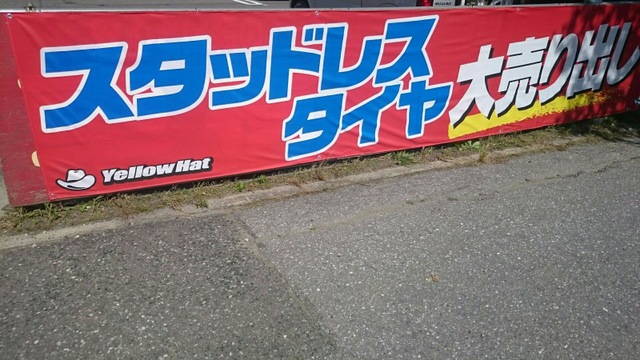 スタッドレス
タイヤ
大売り出し
YellowHat